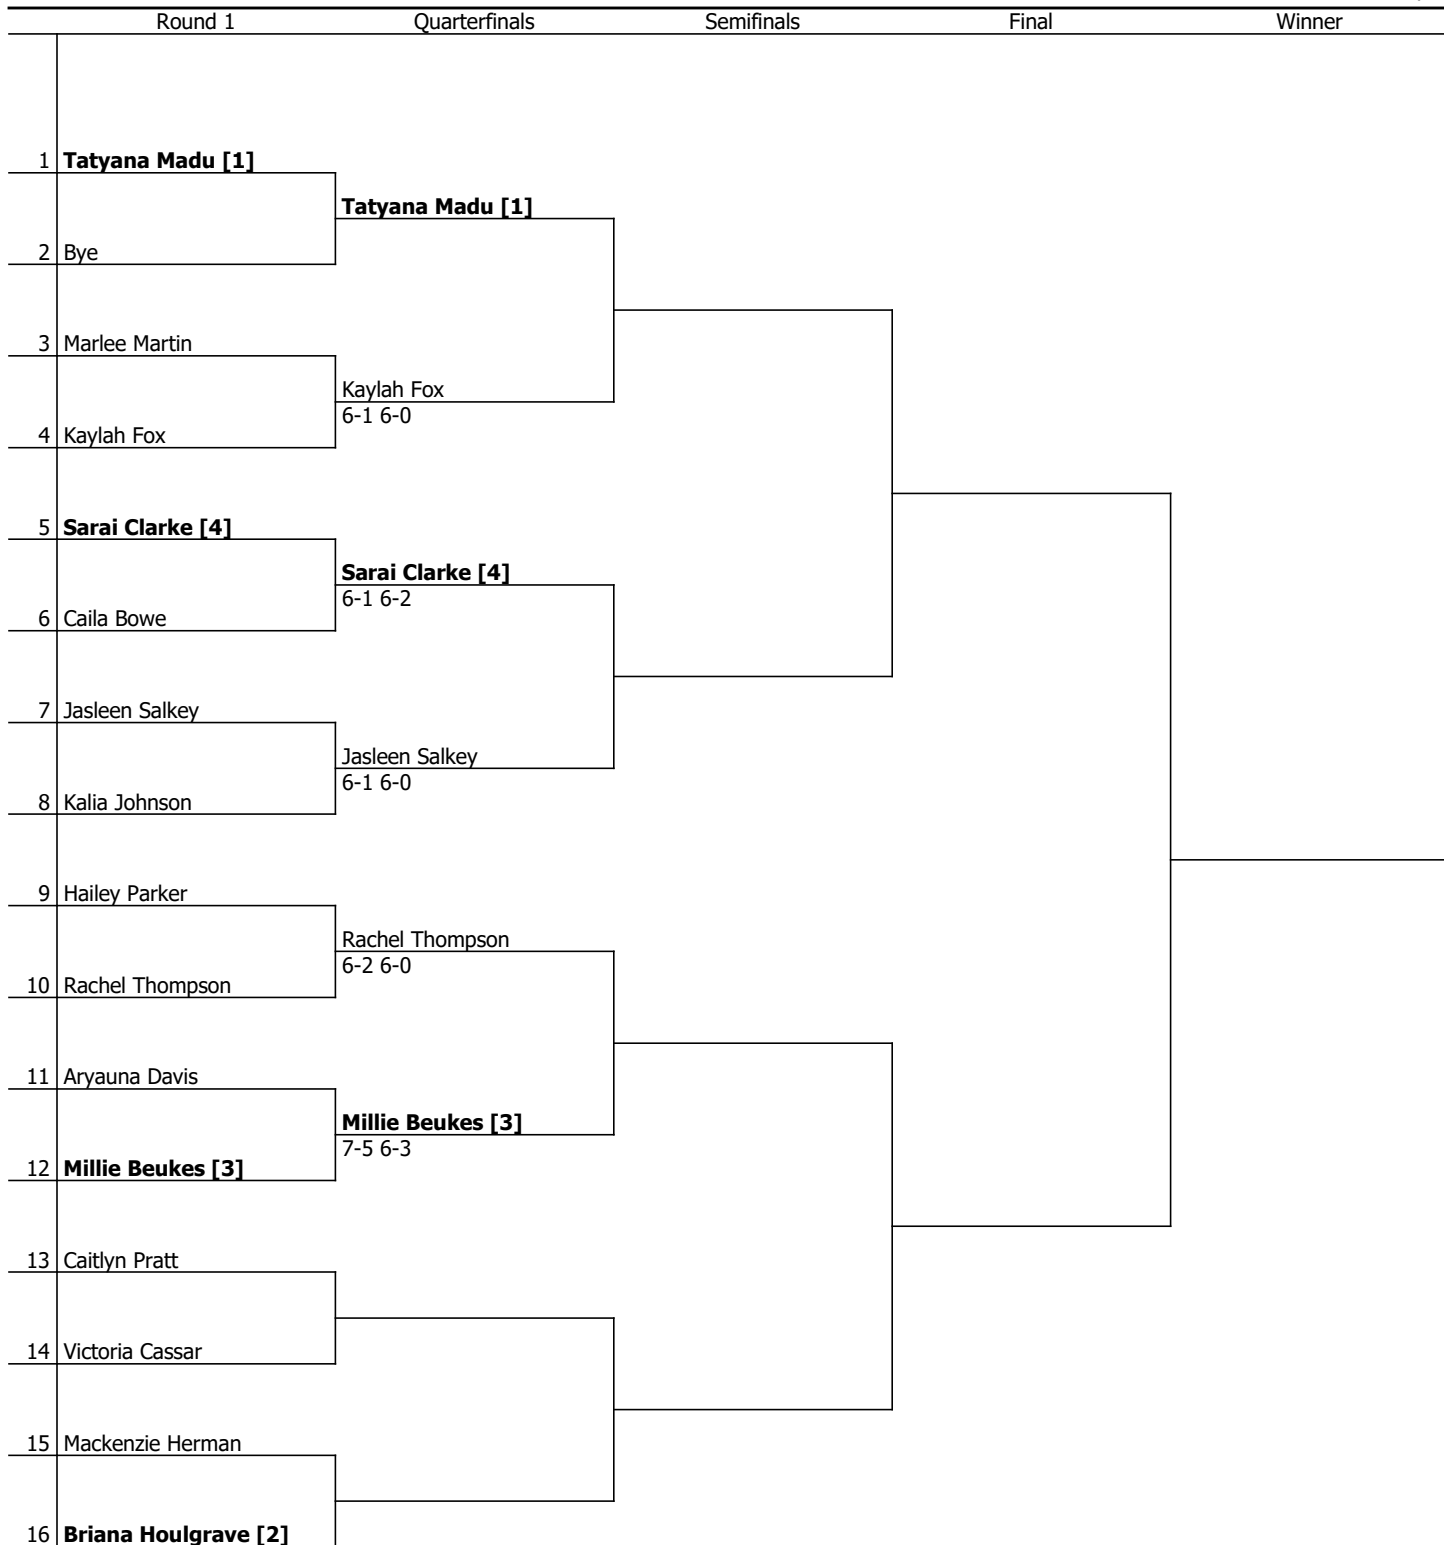 Round 1 Quarterfinals Semifinals Final Winner
1 Tatyana Madu [1]
Tatyana Madu [1]
2 Bye
3 Marlee Martin
Kaylah Fox
6-1 6-0
4 Kaylah Fox
5 Sarai Clarke [4]
Sarai Clarke [4]
6-1 6-2
6 Caila Bowe
7 Jasleen Salkey
Jasleen Salkey
6-1 6-0
8 Kalia Johnson
9 Hailey Parker
Rachel Thompson
6-2 6-0
10 Rachel Thompson
11 Aryauna Davis
Millie Beukes [3]
7-5 6-3
12 Millie Beukes [3]
13 Caitlyn Pratt
14 Victoria Cassar
15 Mackenzie Herman
16 Briana Houlgrave [2]